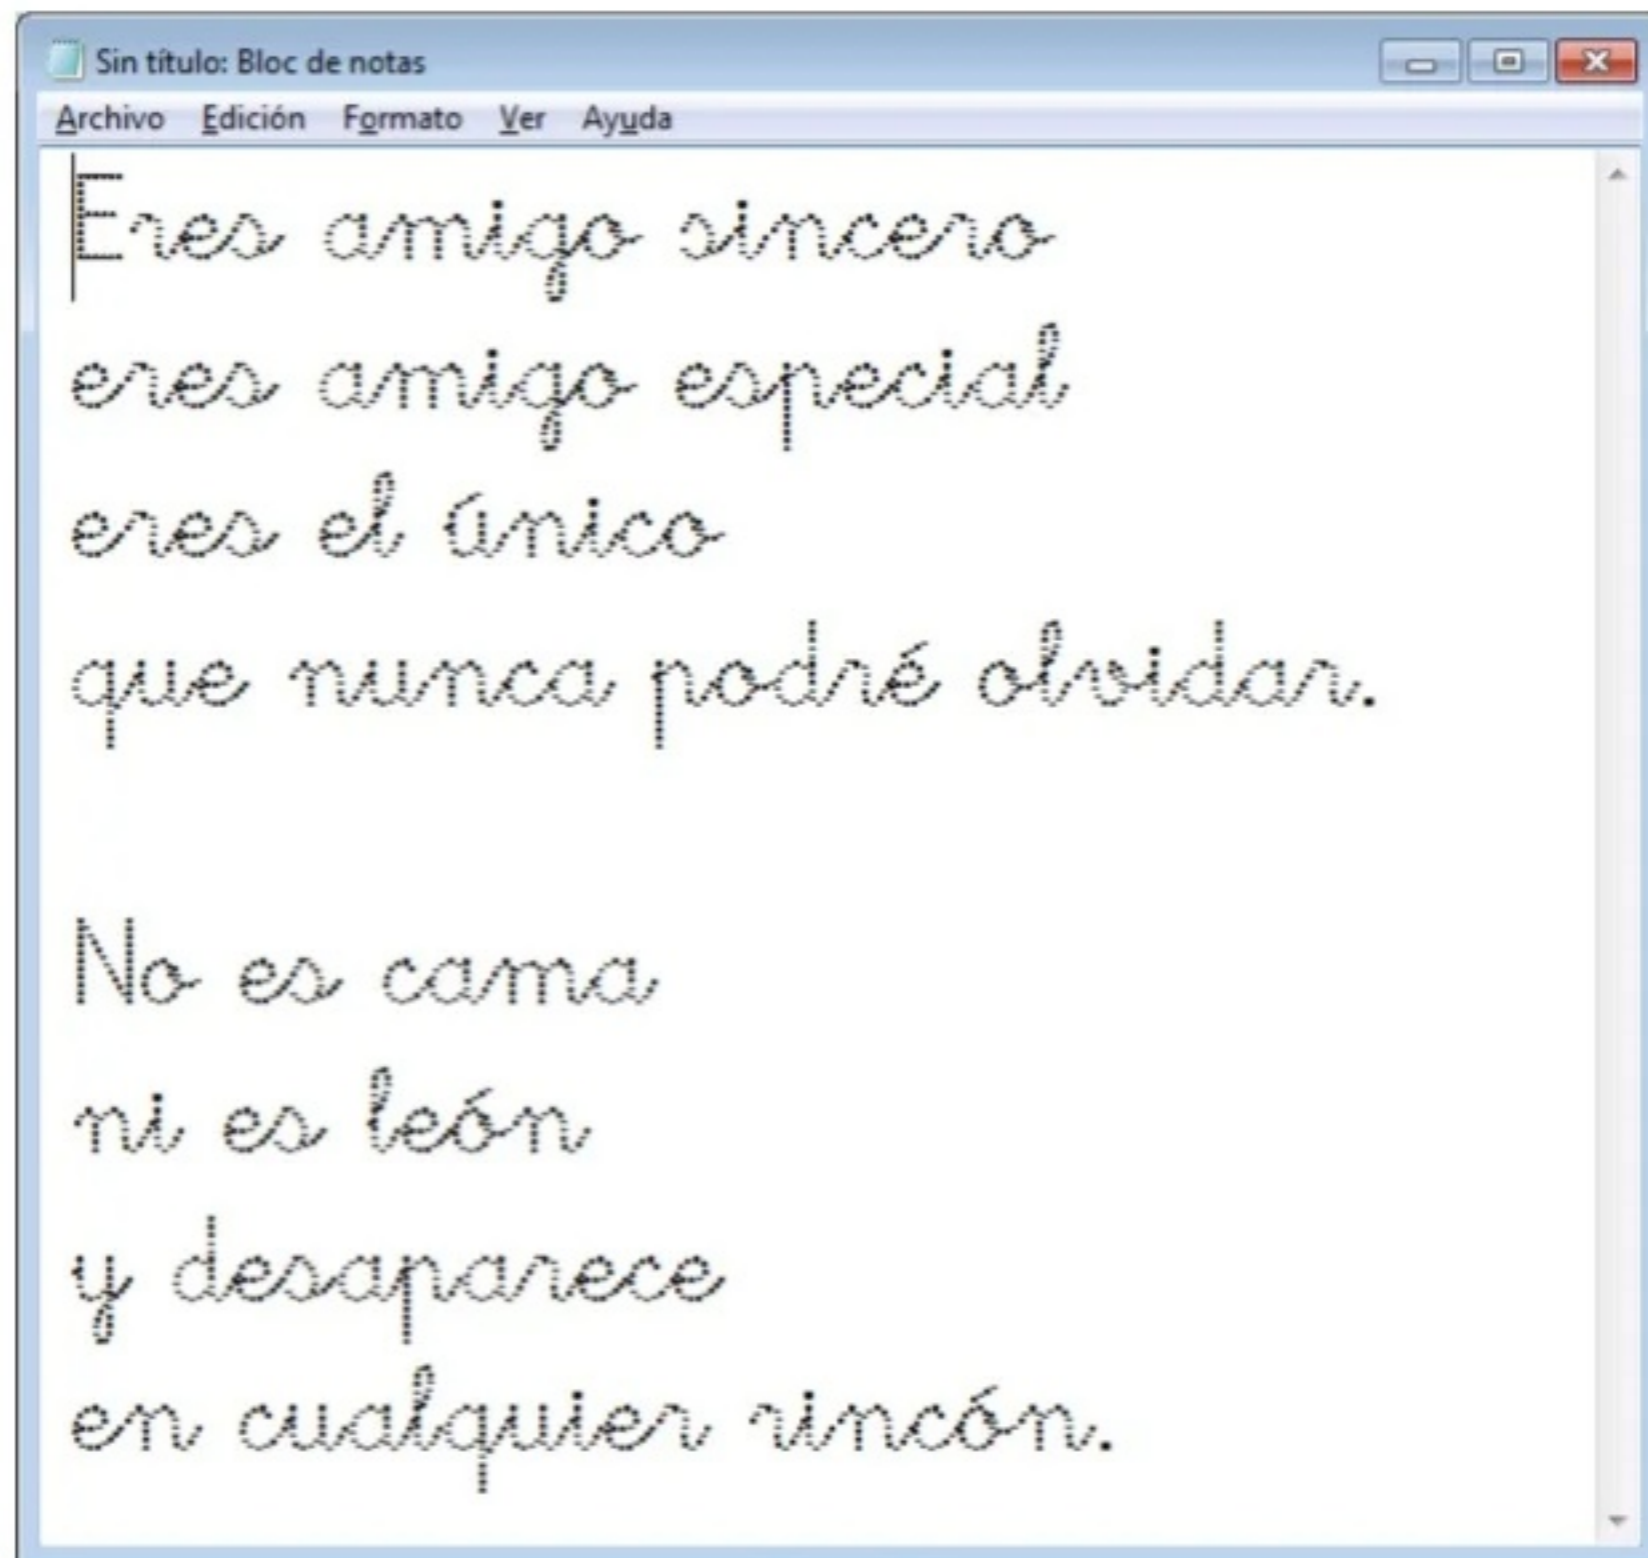 Sin título: Bloc de notas
Archivo Edición Formato Ver Ayuda
Eres amigo sincero
eres amigo especial
eres el único
que nunca podré olvidar.
No es cama
ni es león
y desaparece
en cualquier rincón.